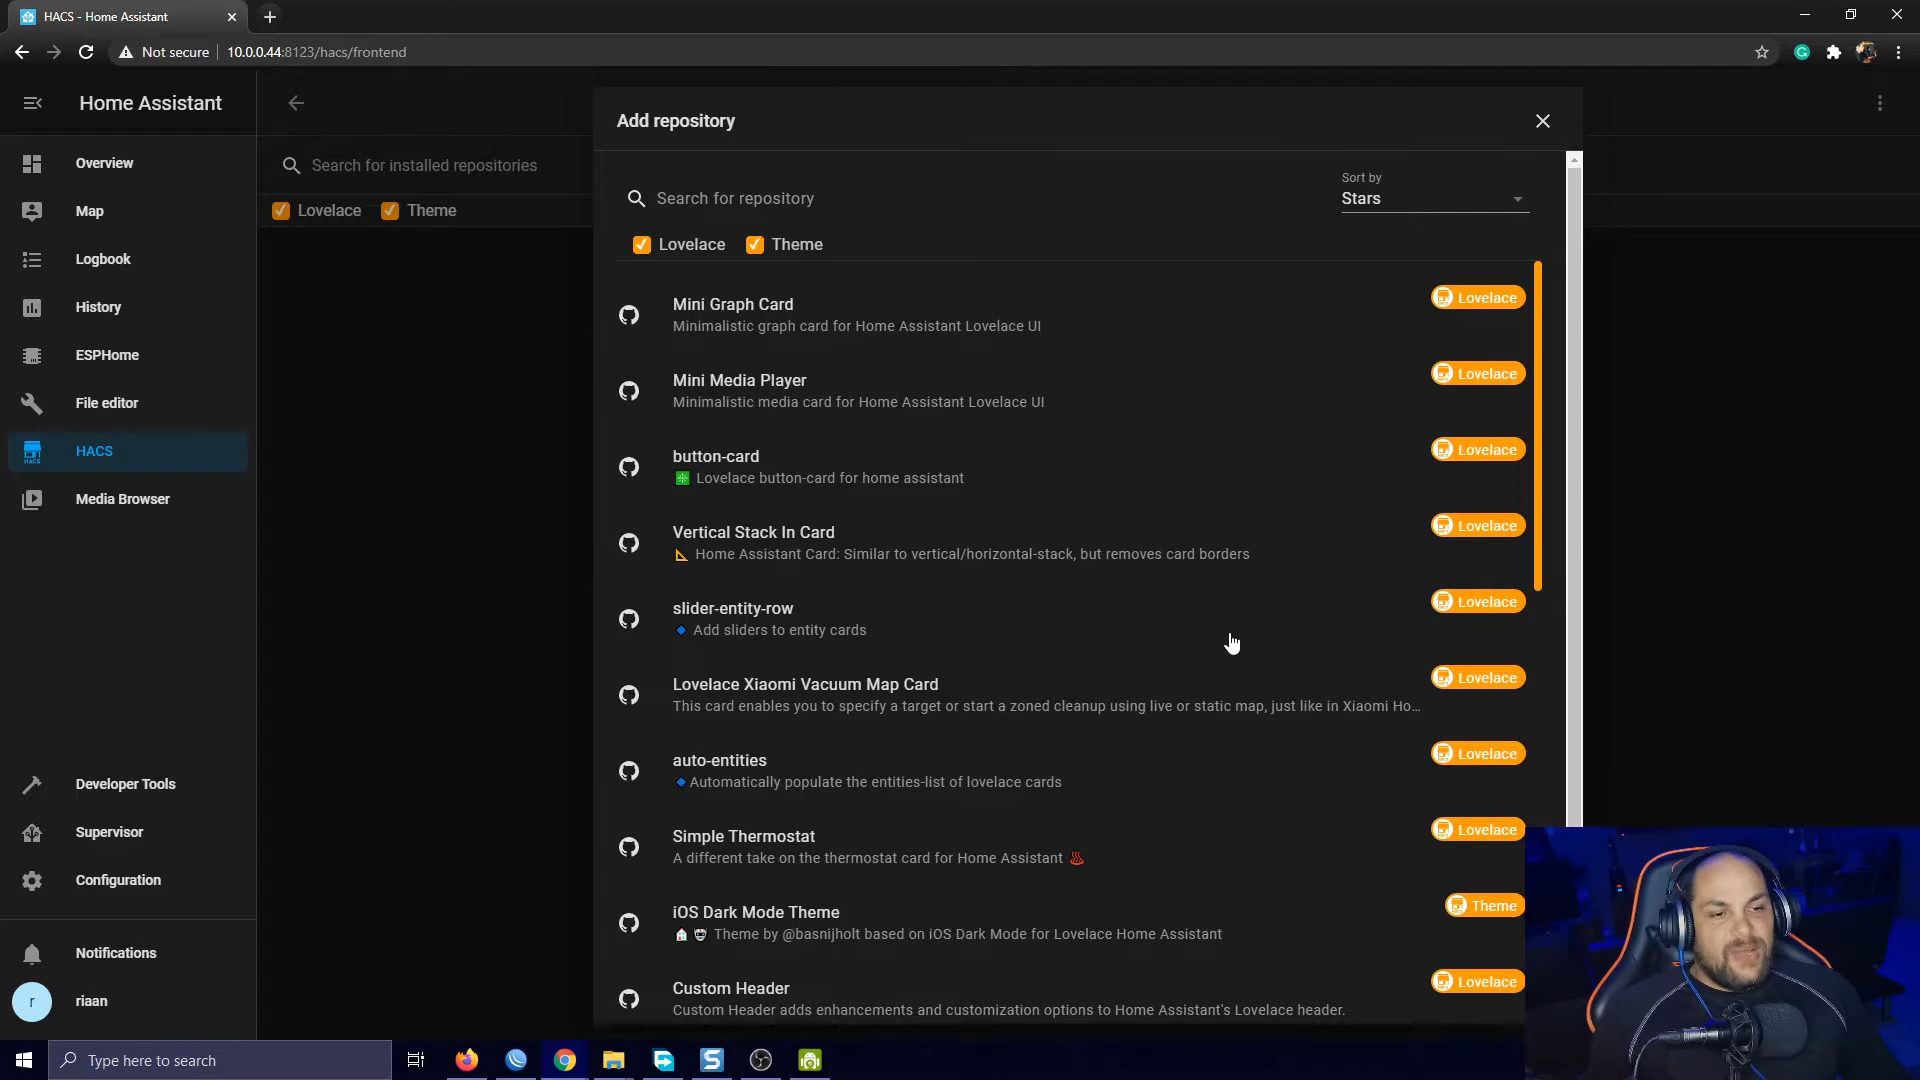 HACS - Home Assistant
Not secure
10.0.0.44:8123/hacs/frontend
Home Assistant
Overview
Map
Logbook
History
ESPHome
File editor
HACS
HACS
Media Browser
Developer Tools
Supervisor
Configuration
Notifications
r
riaan
Search for installed repositories
Lovelace
Theme
Add repository
Search for repository
Sort by
Stars
Lovelace
Theme
Mini Graph Card
Minimalistic graph card for Home Assistant Lovelace UI
Lovelace
Mini Media Player
Minimalistic media card for Home Assistant Lovelace UI
Lovelace
button-card
Lovelace button-card for home assistant
Lovelace
Vertical Stack In Card
Home Assistant Card: Similar to vertical/horizontal-stack, but removes card borders
Lovelace
slider-entity-row
Add sliders to entity cards
Lovelace
Lovelace Xiaomi Vacuum Map Card
This card enables you to specify a target or start a zoned cleanup using live or static map, just like in Xiaomi Ho...
Lovelace
auto-entities
Automatically populate the entities-list of lovelace cards
Lovelace
Simple Thermostat
A different take on the thermostat card for Home Assistant
Lovelace
iOS Dark Mode Theme
Theme by @basnijholt based on iOS Dark Mode for Lovelace Home Assistant
Theme
Custom Header
Custom Header adds enhancements and customization options to Home Assistant's Lovelace header.
Lovelace
Type here to search